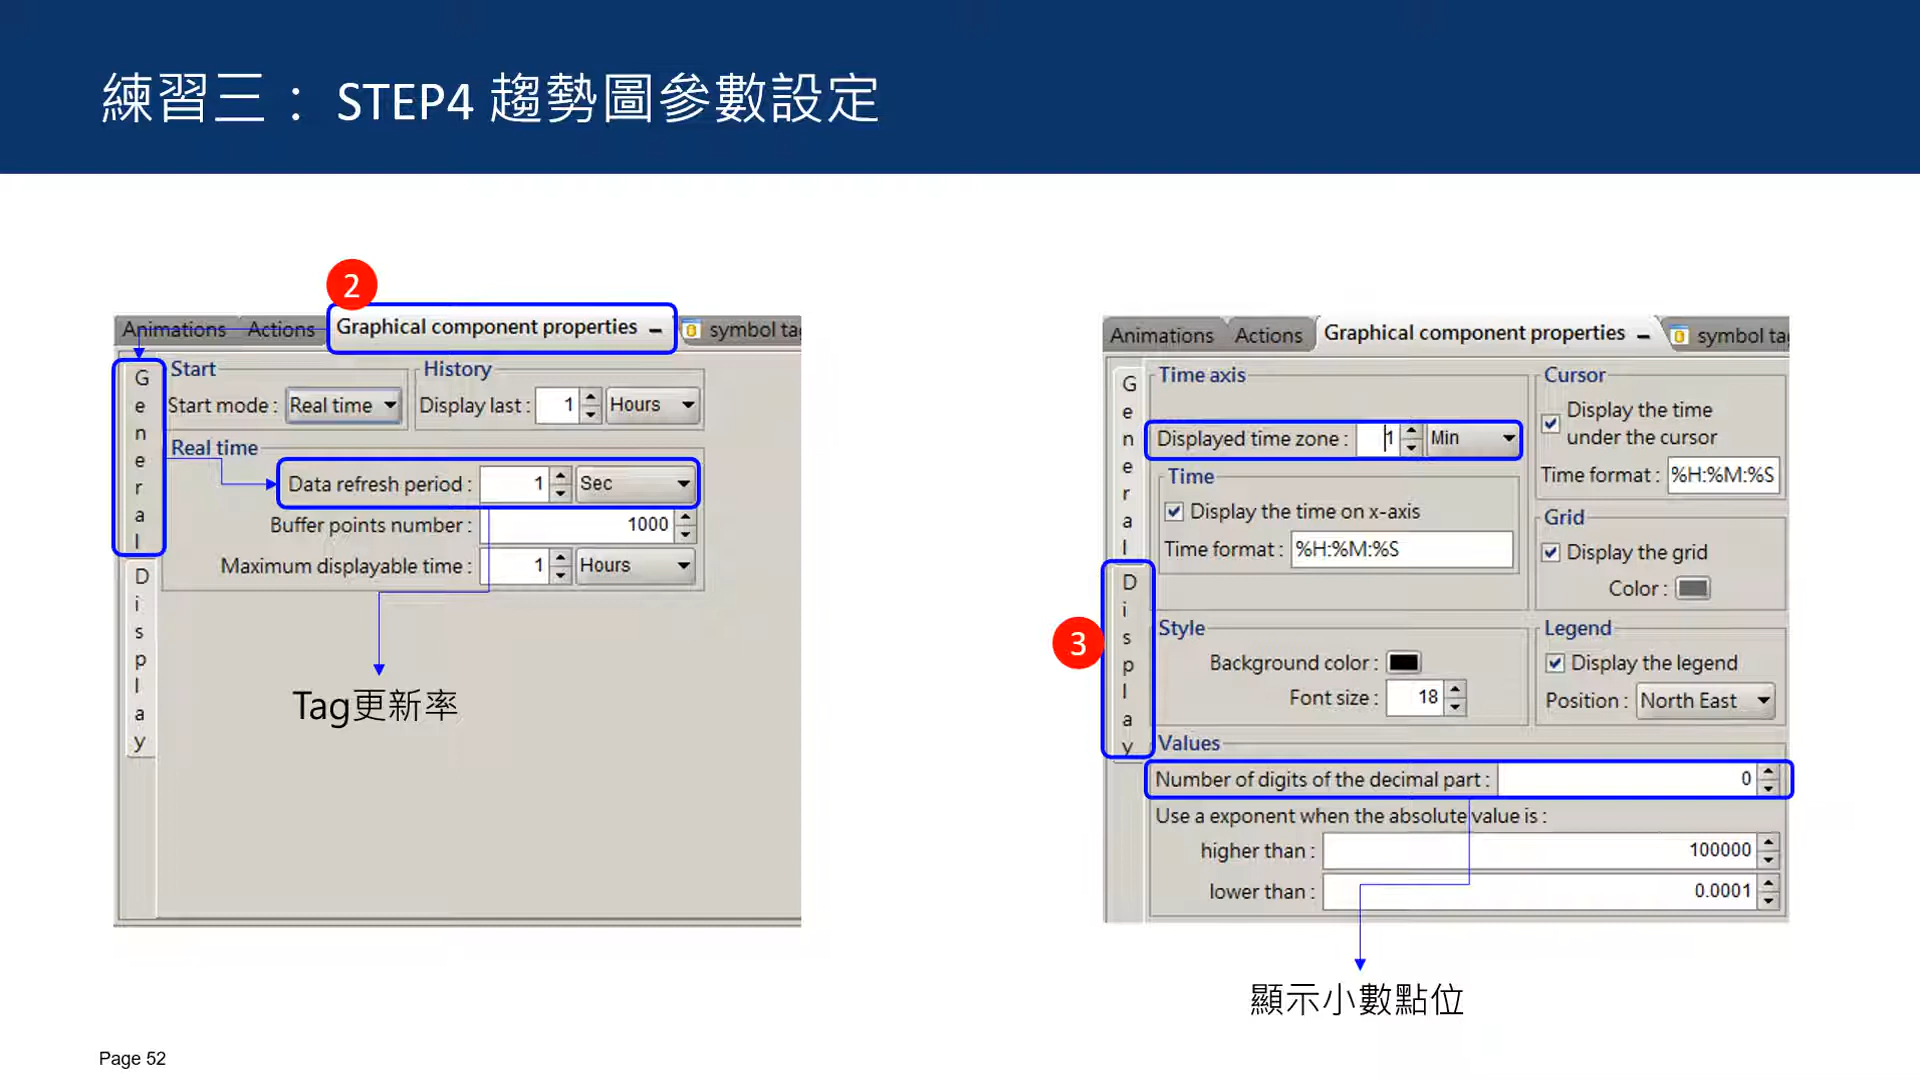 練習三： STEP4 趨勢圖參數設定
2
Animations Actions Graphical component properties symbol ta
General
Display
Start
Start mode : Real time
History
Display last : 1 Hours
Real time
Data refresh period : 1 Sec
Buffer points number : 1000
Maximum displayable time : 1 Hours
Tag更新率
Animations Actions Graphical component properties symbol ta
General
3
Display
Time axis
Displayed time zone : 1 Min
Time
Display the time on x-axis
Time format : %H:%M:%S
Cursor
Display the time
under the cursor
Time format : %H:%M:%S
Grid
Display the grid
Color :
Style
Background color :
Font size : 18
Legend
Display the legend
Position : North East
Values
Number of digits of the decimal part : 0
Use a exponent when the absolute value is :
higher than : 100000
lower than : 0.0001
顯示小數點位
Page 52